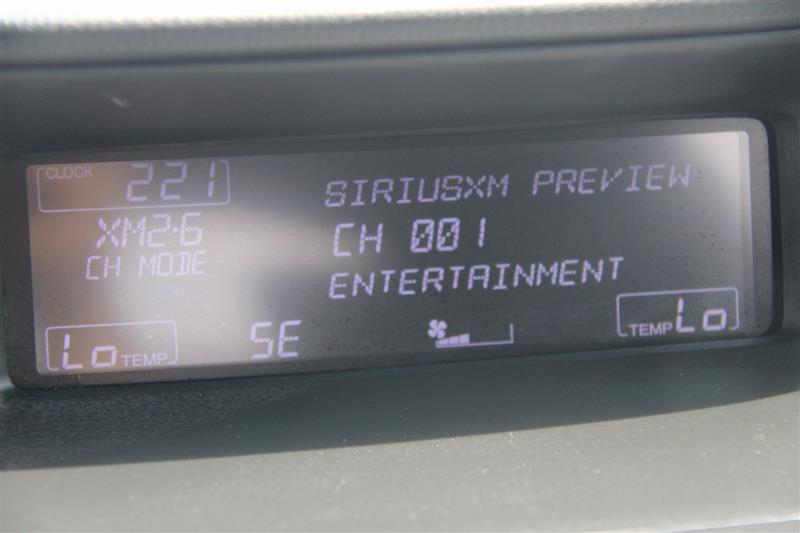 CLOCK 221
SIRIUSXM PREVIEW
XM2-6
CH 001
CH MODE
ENTERTAINMENT
Lo TEMP
SE
TEMP Lo